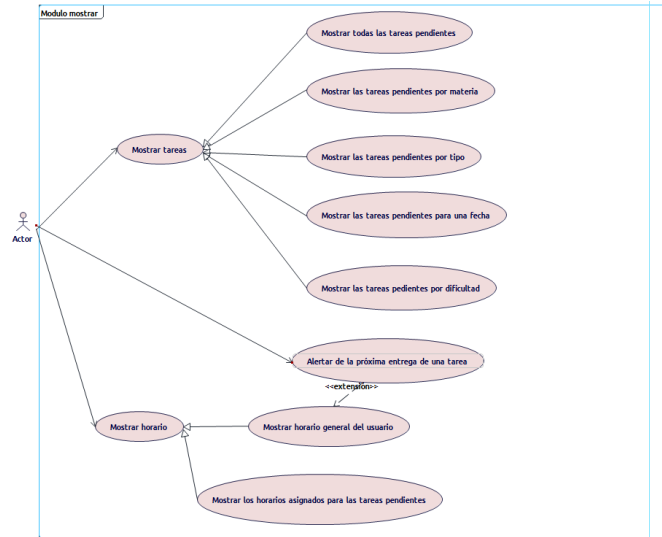 Modulo mostrar
Mostrar todas las tareas pendientes
Mostrar las tareas pendientes por materia
Mostrar tareas
Mostrar las tareas pendientes por tipo
Mostrar las tareas pendientes para una fecha
Actor
Mostrar las tareas pedientes por dificultad
Alertar de la próxima entrega de una tarea
<<extensión>>
Mostrar horario
Mostrar horario general del usuario
Mostrar los horarios asignados para las tareas pendientes